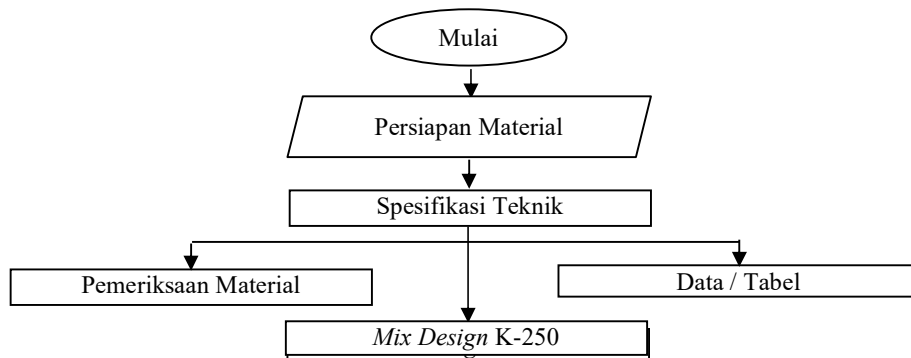 Mulai
Persiapan Material
Spesifikasi Teknik
Pemeriksaan Material
Data / Tabel
Mix Design K-250